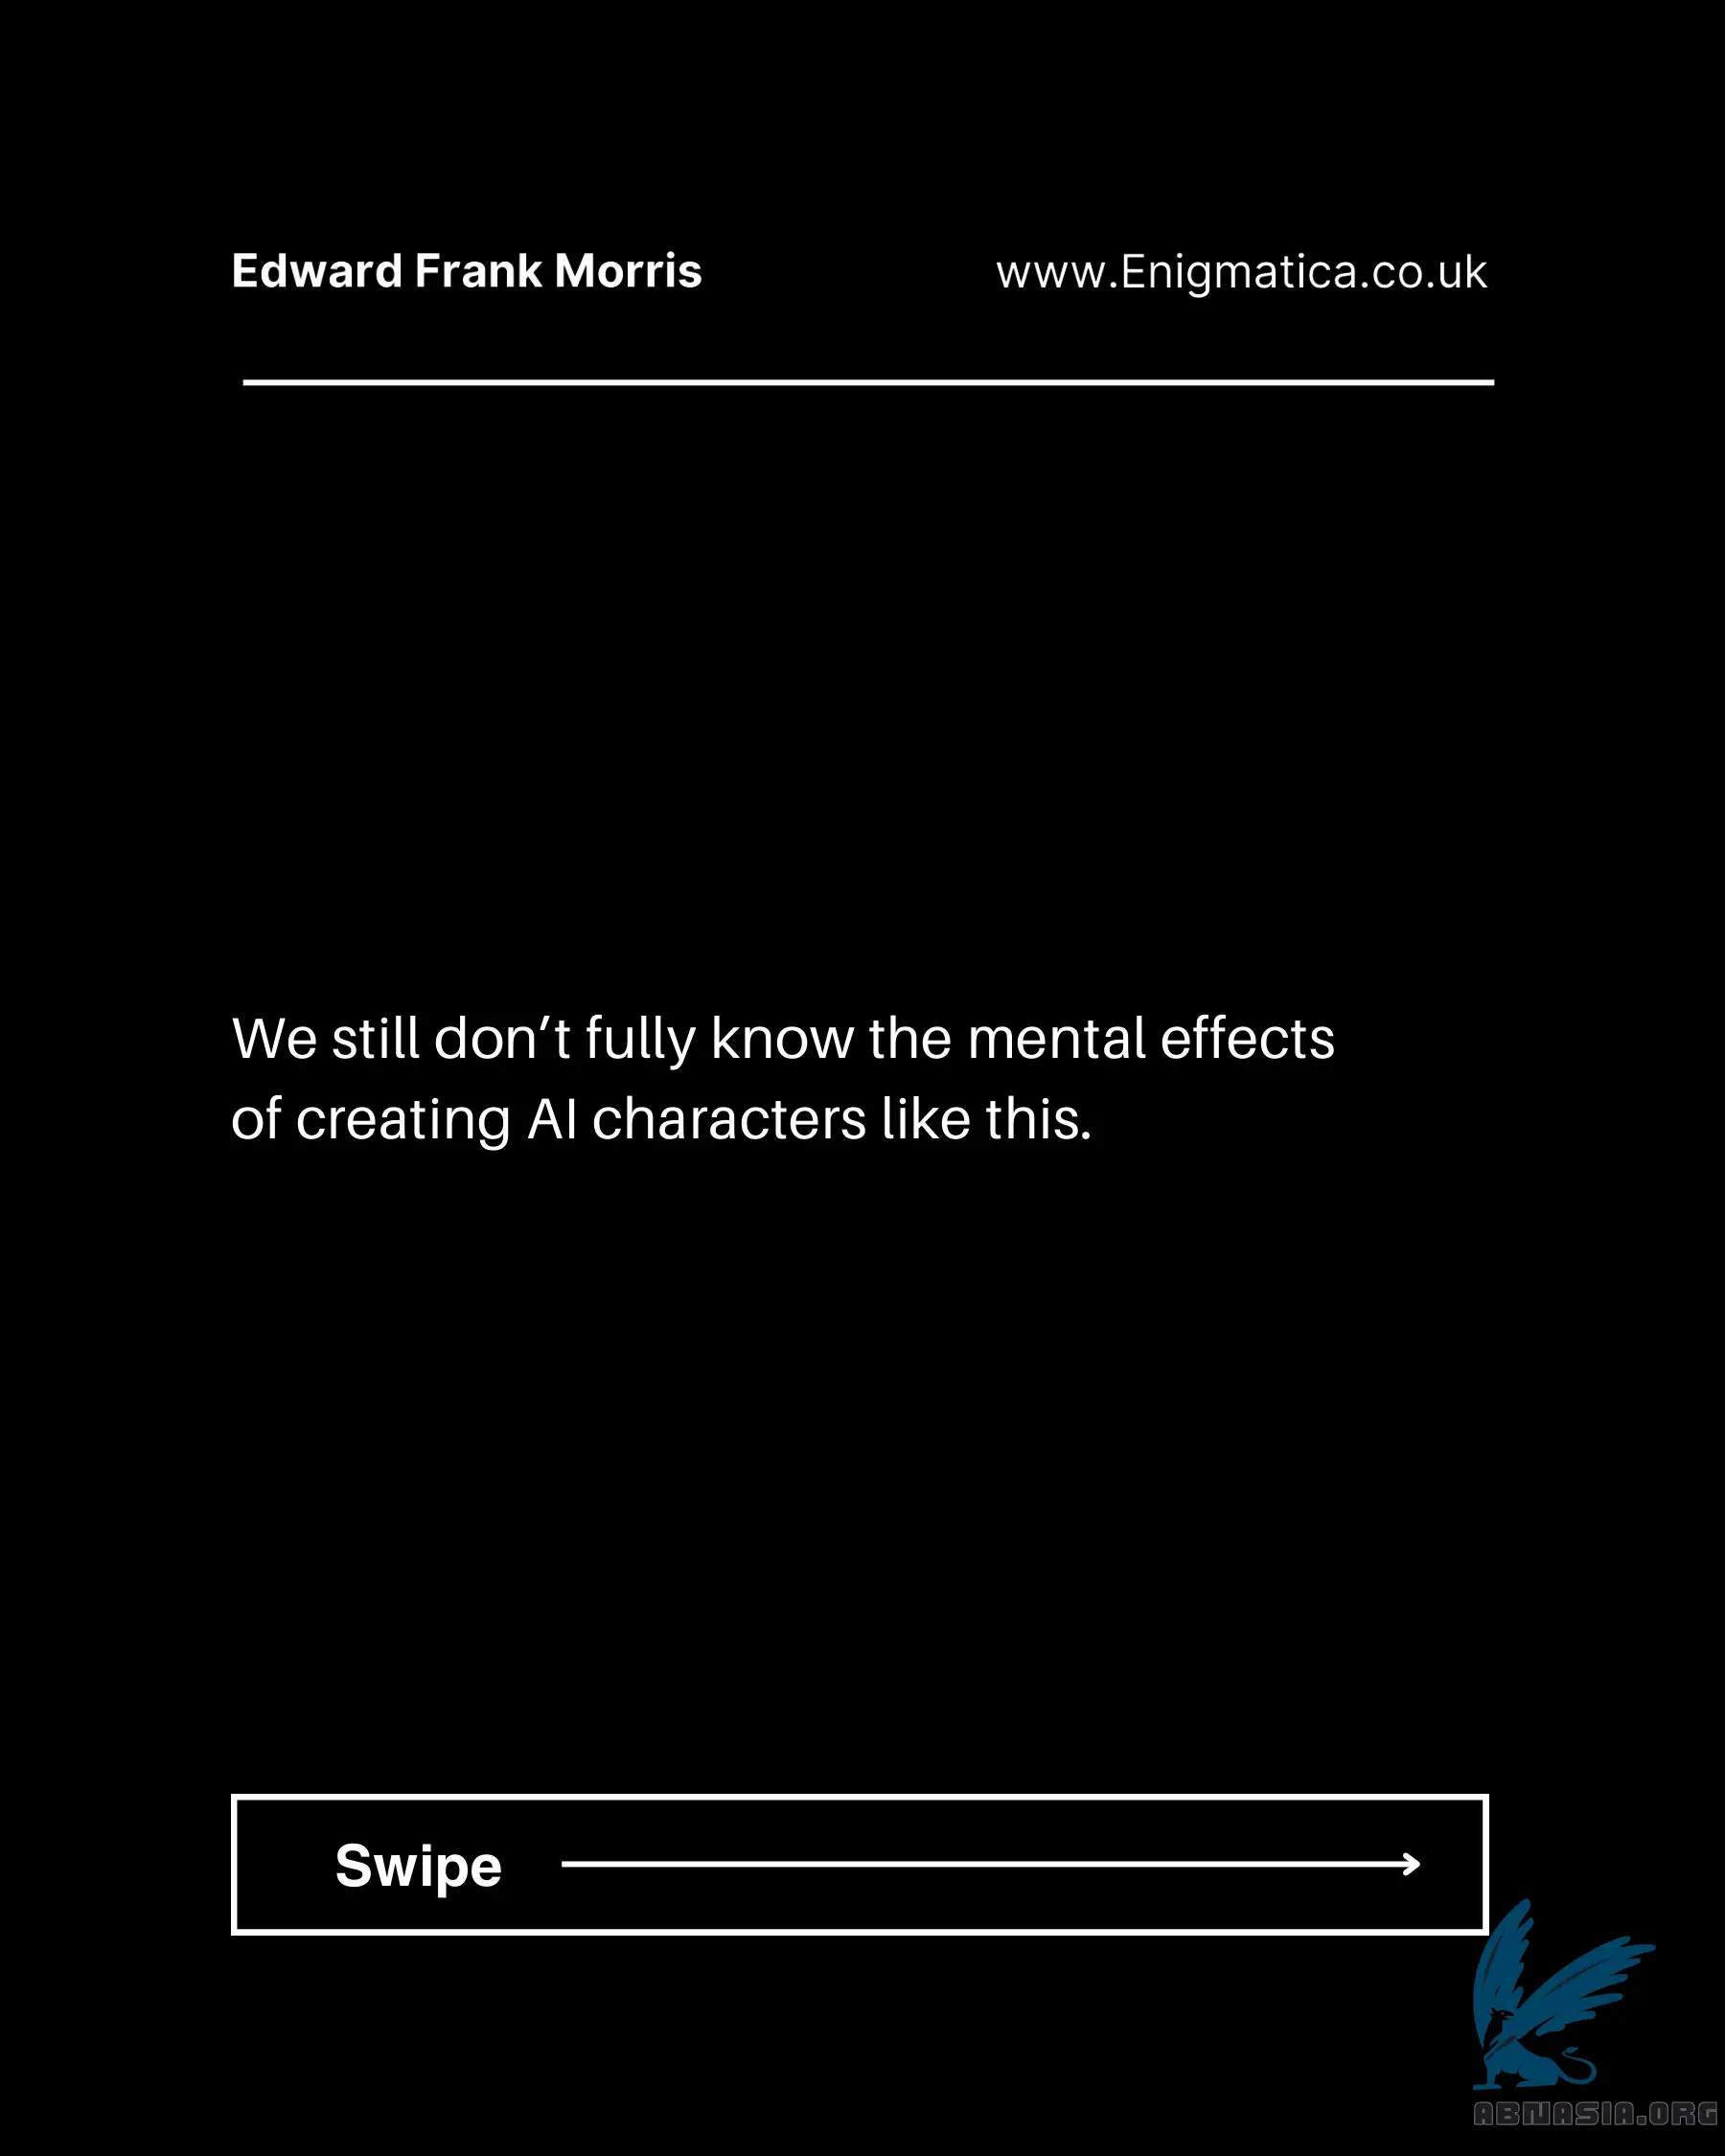 Edward Frank Morris
www.Enigmatica.co.uk
We still don‘t fully know the mental effects
of creating AI characters like this.
Swipe
ABNASIA.ORG